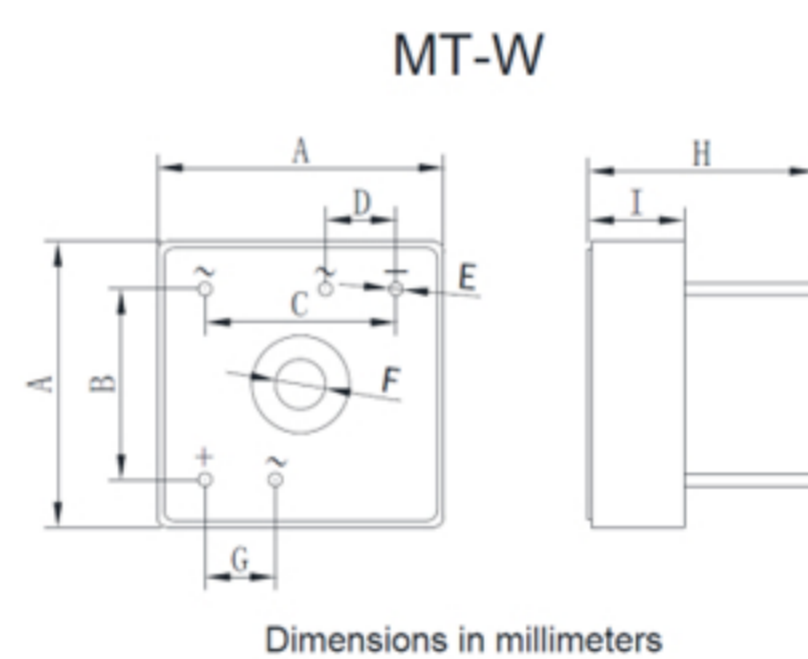 MT-W
A
H
D
I
~
~
−
E
C
A
B
F
+
~
G
Dimensions in millimeters